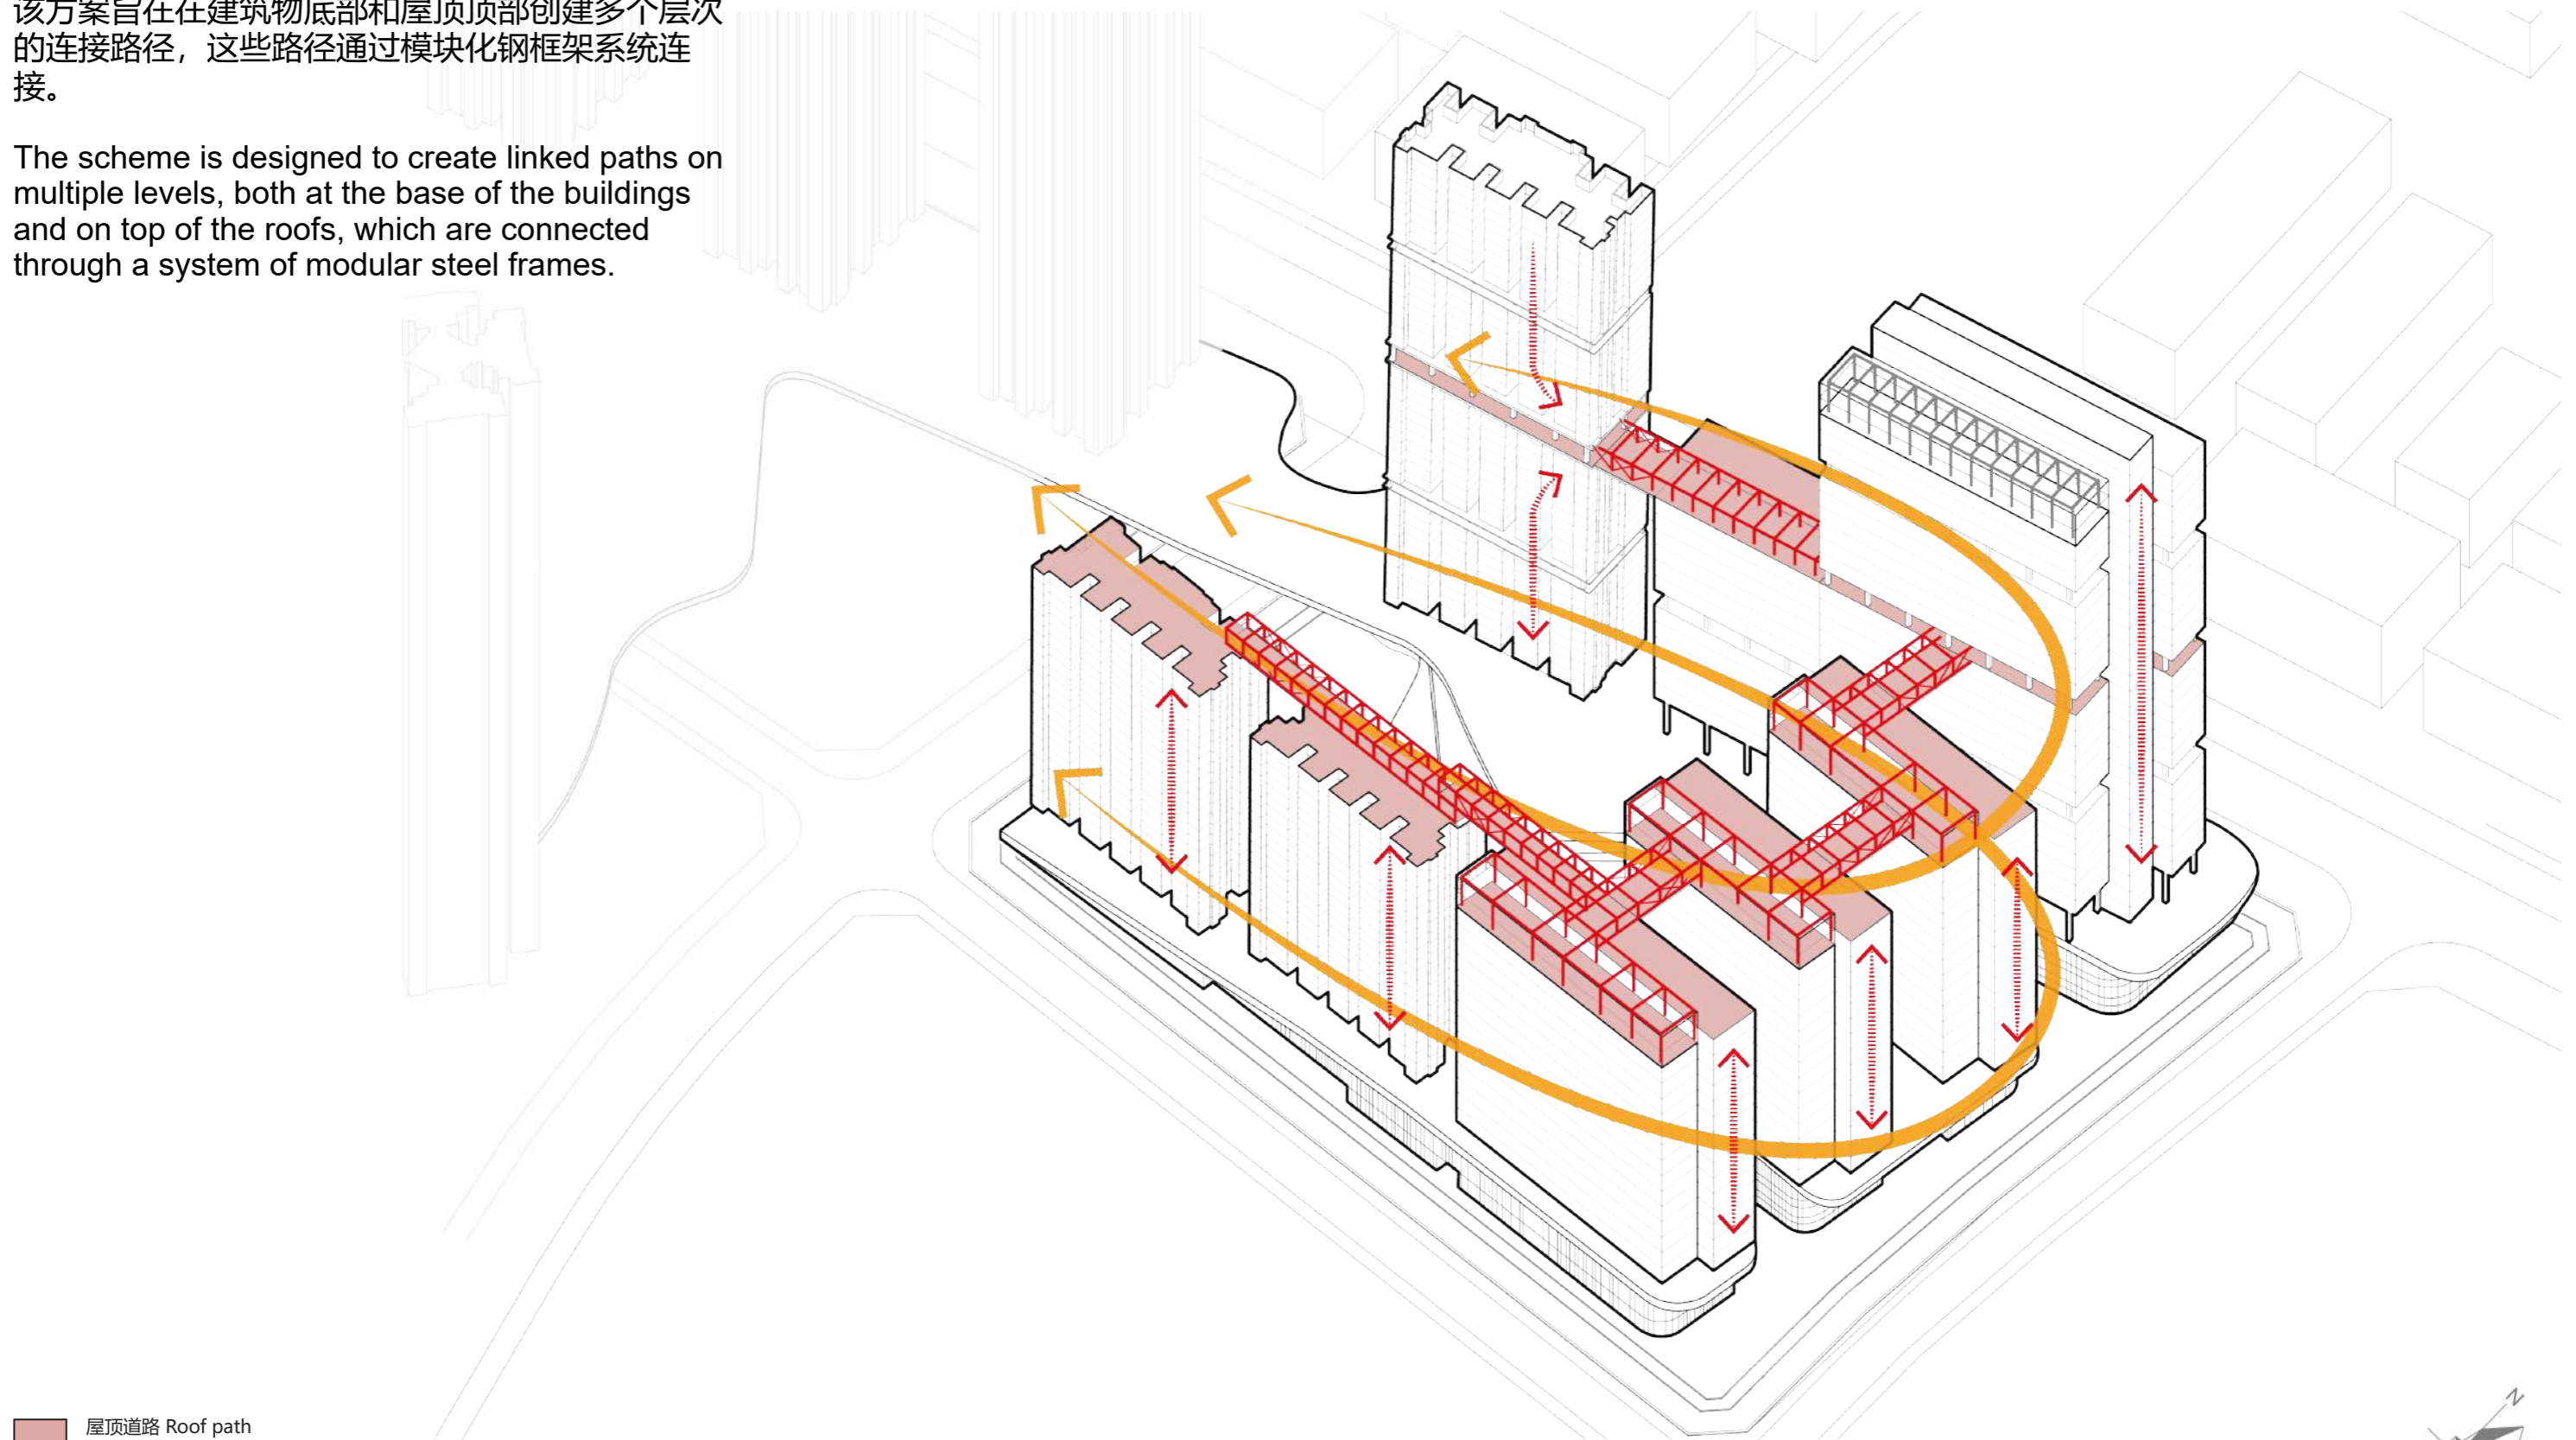 该方案旨在在建筑物底部和屋顶顶部创建多个层次
的连接路径，这些路径通过模块化钢框架系统连
接。
The scheme is designed to create linked paths on
multiple levels, both at the base of the buildings
and on top of the roofs, which are connected
through a system of modular steel frames.
屋顶道路 Roof path
N